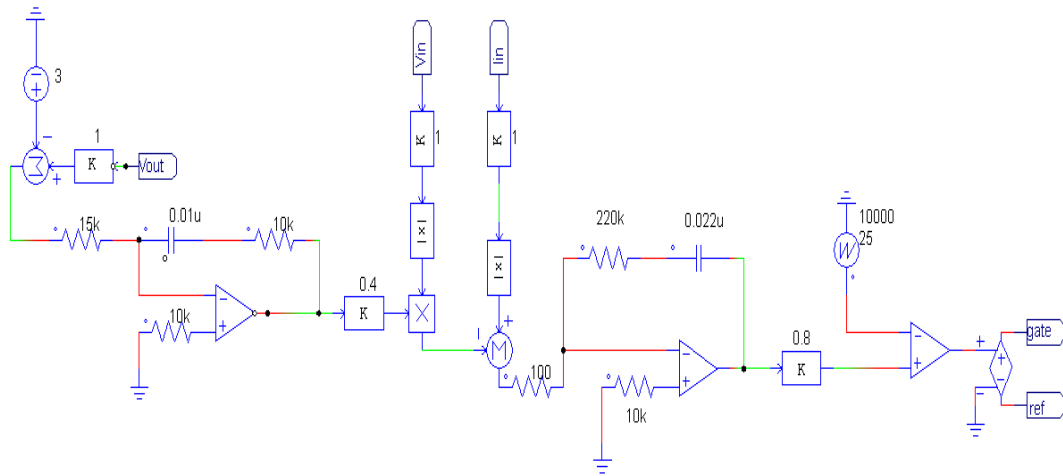 Vin
Iin
3
1
K
Vout
K
1
K
1
15k
0.01u
10k
|x|
|x|
220k
0.022u
10000
25
10k
0.4
K
X
Σ
M
100
10k
0.8
K
gate
ref